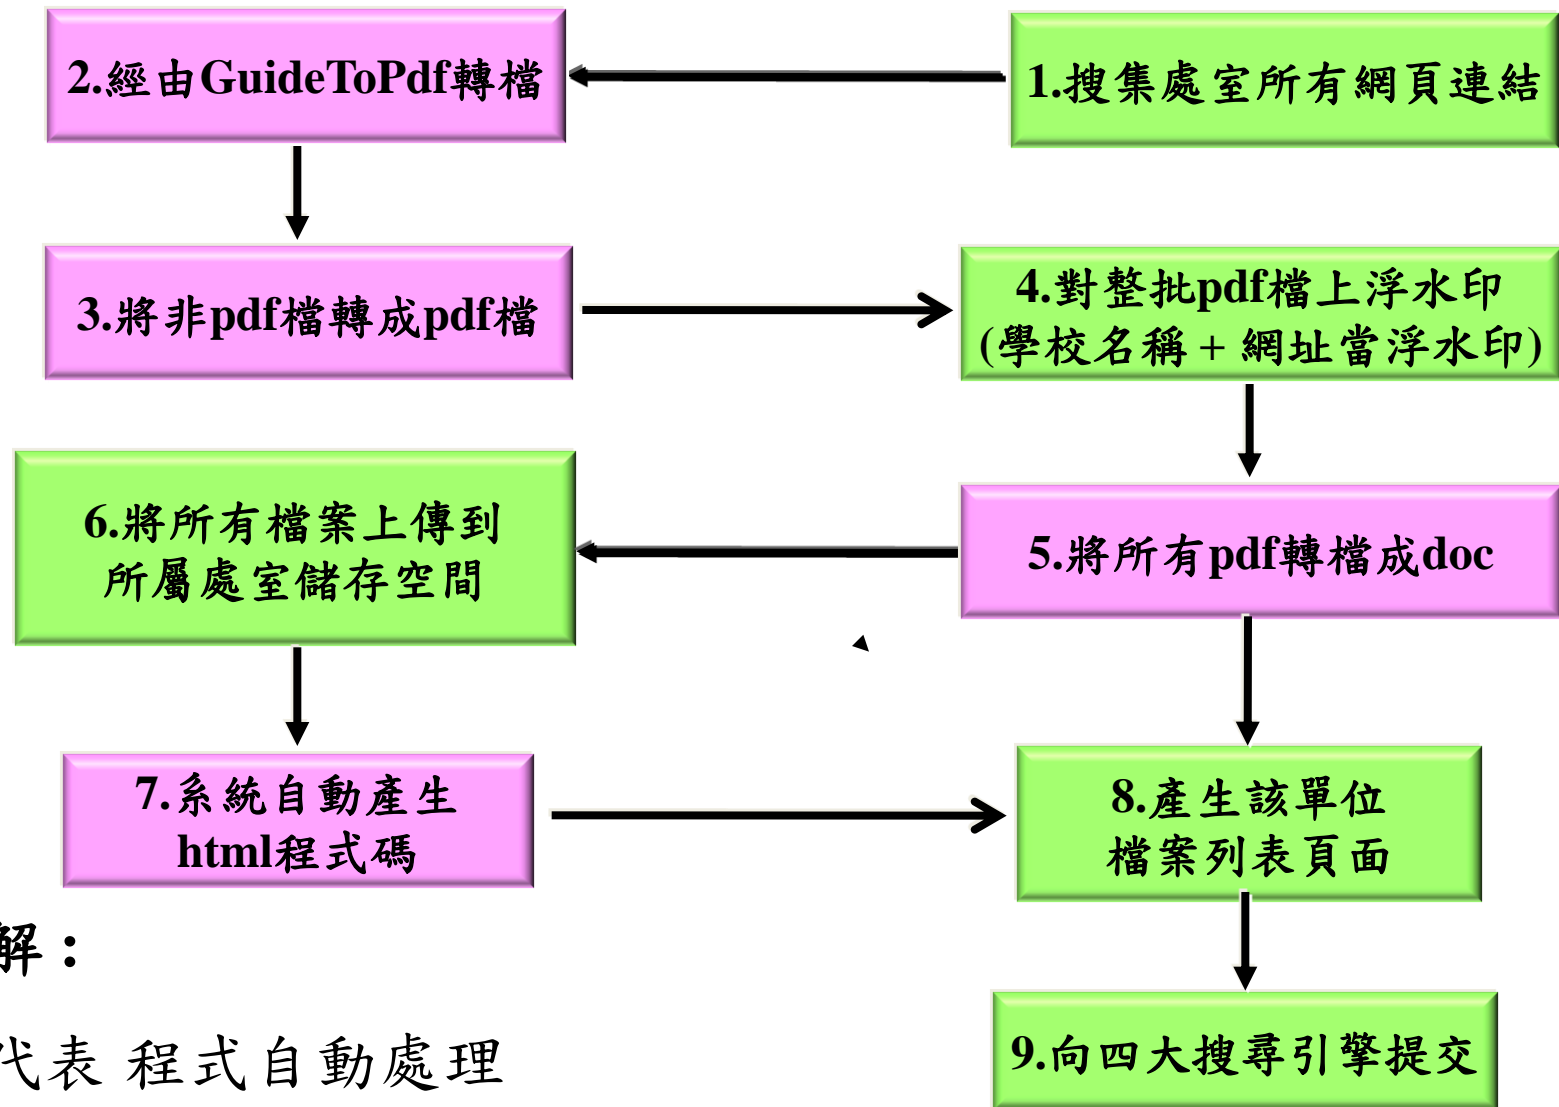 2.經由GuideToPdf轉檔
1.搜集處室所有網頁連結
3.將非pdf檔轉成pdf檔
4.對整批pdf檔上浮水印
(學校名稱 + 網址當浮水印)
6.將所有檔案上傳到
所屬處室儲存空間
5.將所有pdf轉檔成doc
7.系統自動產生
html程式碼
8.產生該單位
檔案列表頁面
解:
代表 程式自動處理
9.向四大搜尋引擎提交